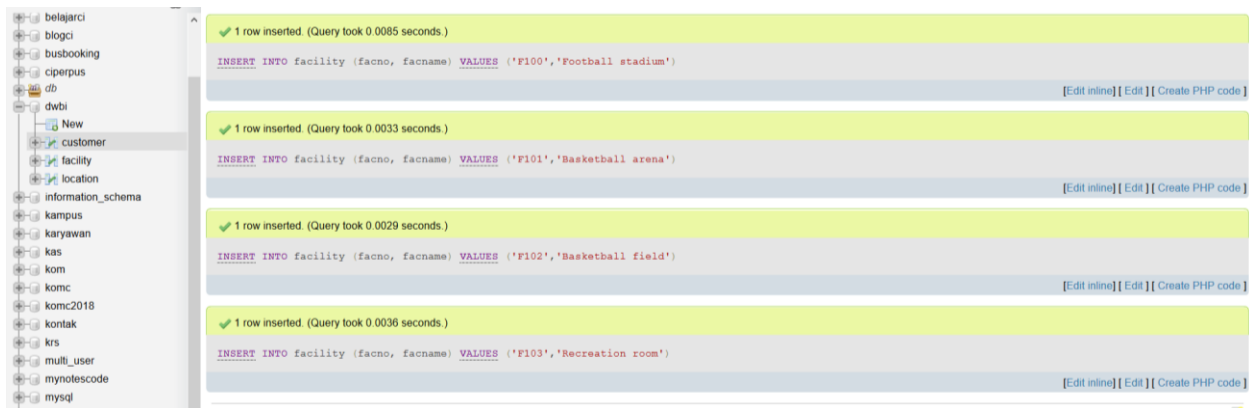 belajarci
blogci
busbooking
ciperpus
db
dwbi
New
customer
facility
location
information_schema
kampus
karyawan
kas
kom
komc
komc2018
kontak
krs
multi_user
mynotescode
mysql
1 row inserted. (Query took 0.0085 seconds.)
INSERT INTO facility (facno, facname) VALUES ('F100','Football stadium')
[Edit inline] [ Edit ] [ Create PHP code ]
1 row inserted. (Query took 0.0033 seconds.)
INSERT INTO facility (facno, facname) VALUES ('F101','Basketball arena')
[Edit inline] [ Edit ] [ Create PHP code ]
1 row inserted. (Query took 0.0029 seconds.)
INSERT INTO facility (facno, facname) VALUES ('F102','Basketball field')
[Edit inline] [ Edit ] [ Create PHP code ]
1 row inserted. (Query took 0.0036 seconds.)
INSERT INTO facility (facno, facname) VALUES ('F103','Recreation room')
[Edit inline] [ Edit ] [ Create PHP code ]